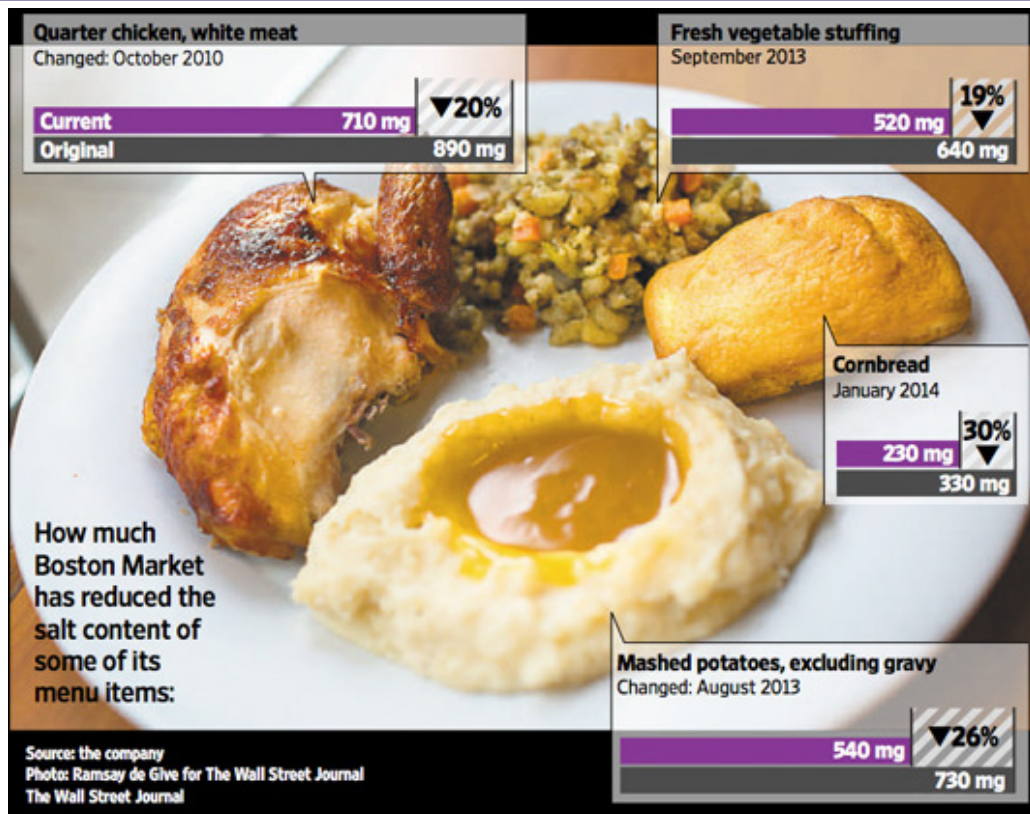 Quarter chicken, white meat
Changed: October 2010
▼20%
Current 710 mg
Original 890 mg
Fresh vegetable stuffing
September 2013
19%
▼
520 mg
640 mg
Cornbread
January 2014
30%
▼
230 mg
330 mg
How much
Boston Market
has reduced the
salt content of
some of its
menu items:
Mashed potatoes, excluding gravy
Changed: August 2013
▼26%
540 mg
730 mg
Source: the company
Photo: Ramsay de Give for The Wall Street Journal
The Wall Street Journal